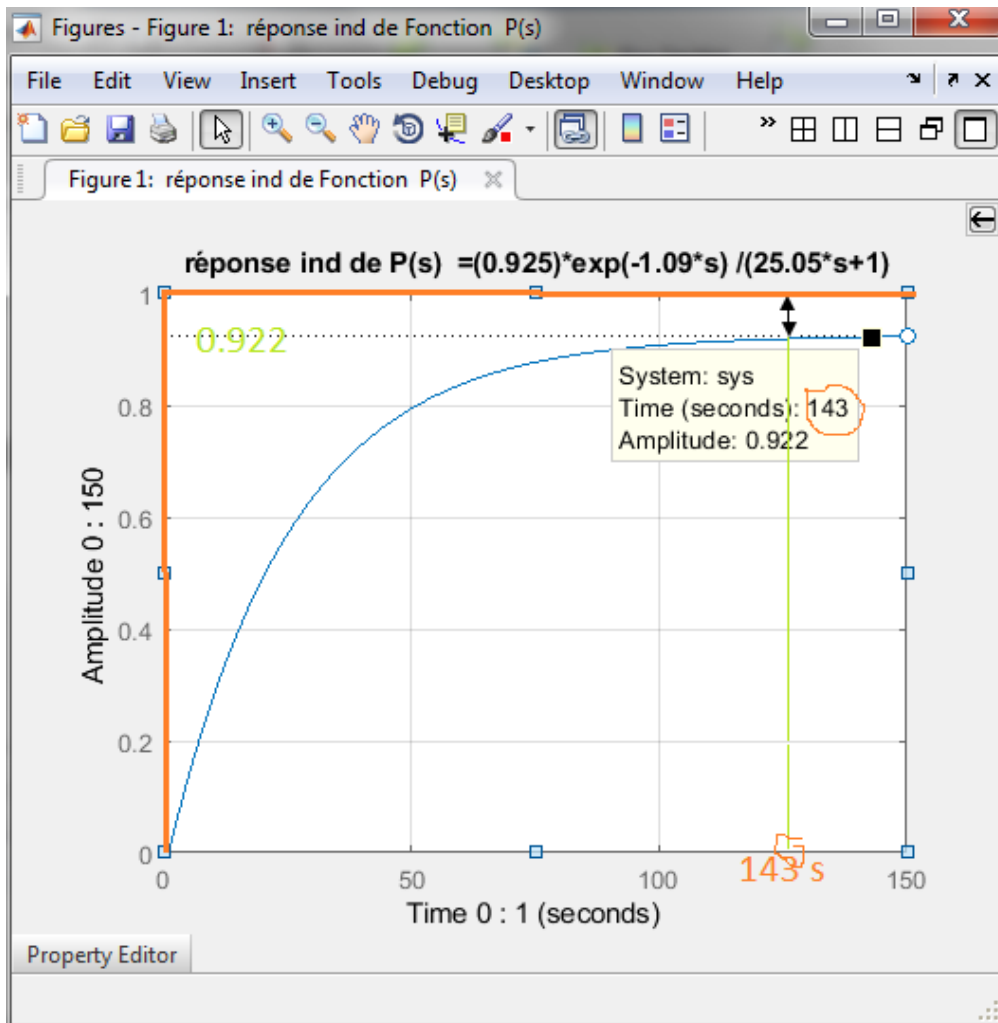 Figures - Figure 1: réponse ind de Fonction P(s)
File Edit View Insert Tools Debug Desktop Window Help
Figure 1: réponse ind de Fonction P(s)
réponse ind de P(s) =(0.925)*exp(-1.09*s) /(25.05*s+1)
1
0.922
System: sys
0.8
Time (seconds): 143
Amplitude: 0.922
Amplitude 0 : 150
0.6
0.4
0.2
0
143 s
0 50 100 150
Time 0 : 1 (seconds)
Property Editor